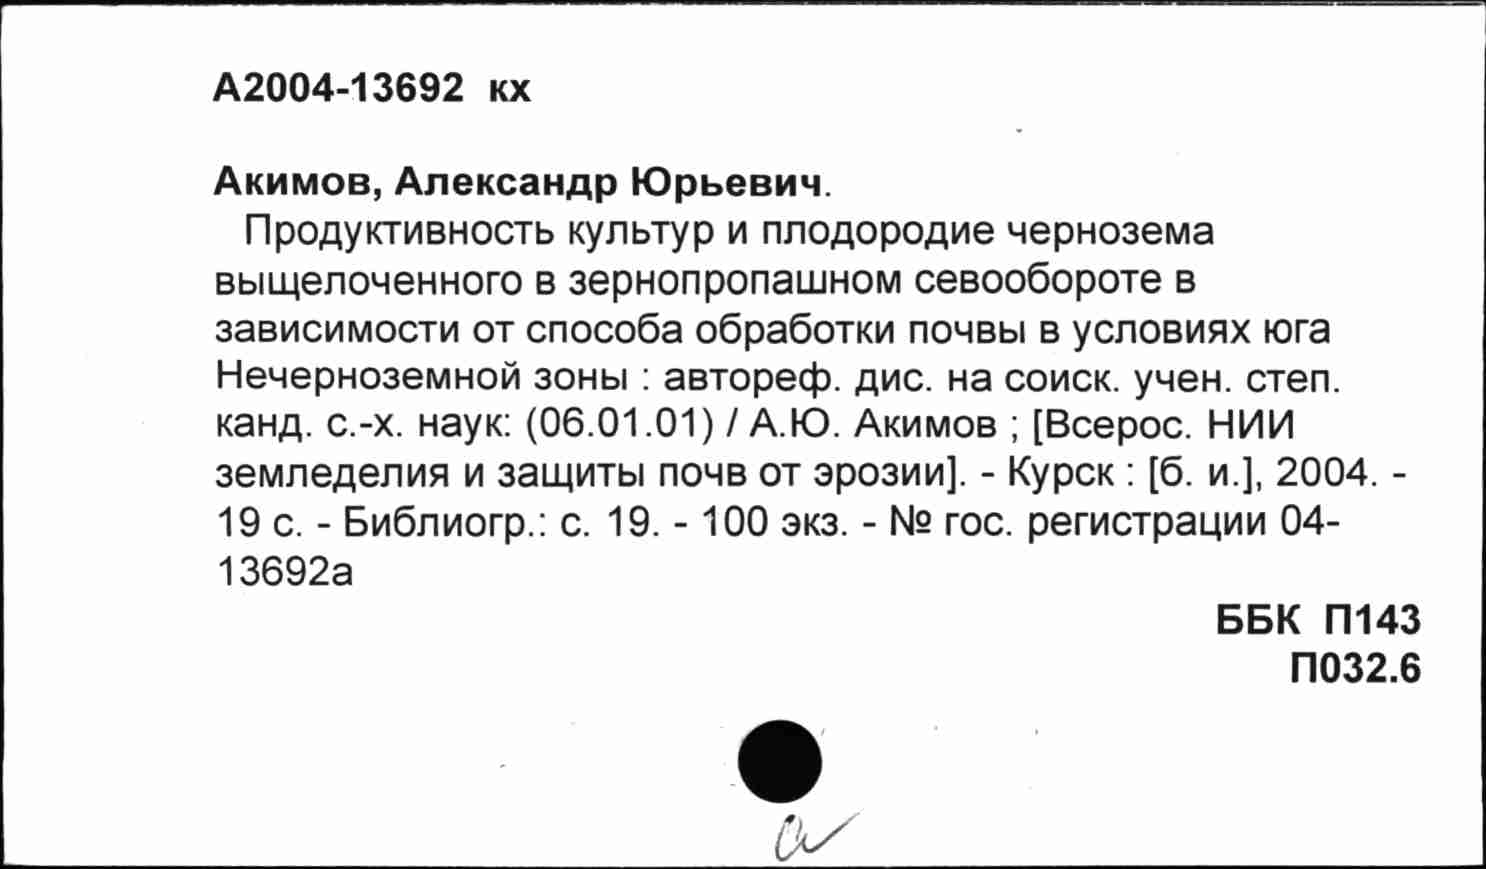 А2004-13692 кх
Акимов, Александр Юрьевич.
Продуктивность культур и плодородие чернозема
выщелоченного в зернопропашном севообороте в
зависимости от способа обработки почвы в условиях юга
Нечерноземной зоны : автореф. дис. на соиск. учен. степ.
канд. с.-х. наук: (06.01.01) / А.Ю. Акимов ; [Всерос. НИИ
земледелия и защиты почв от эрозии]. - Курск : [б. и.], 2004. -
19 с. - Библиогр.: с. 19. - 100 экз. - № гос. регистрации 04-
13692а
ББК П143
П032.6